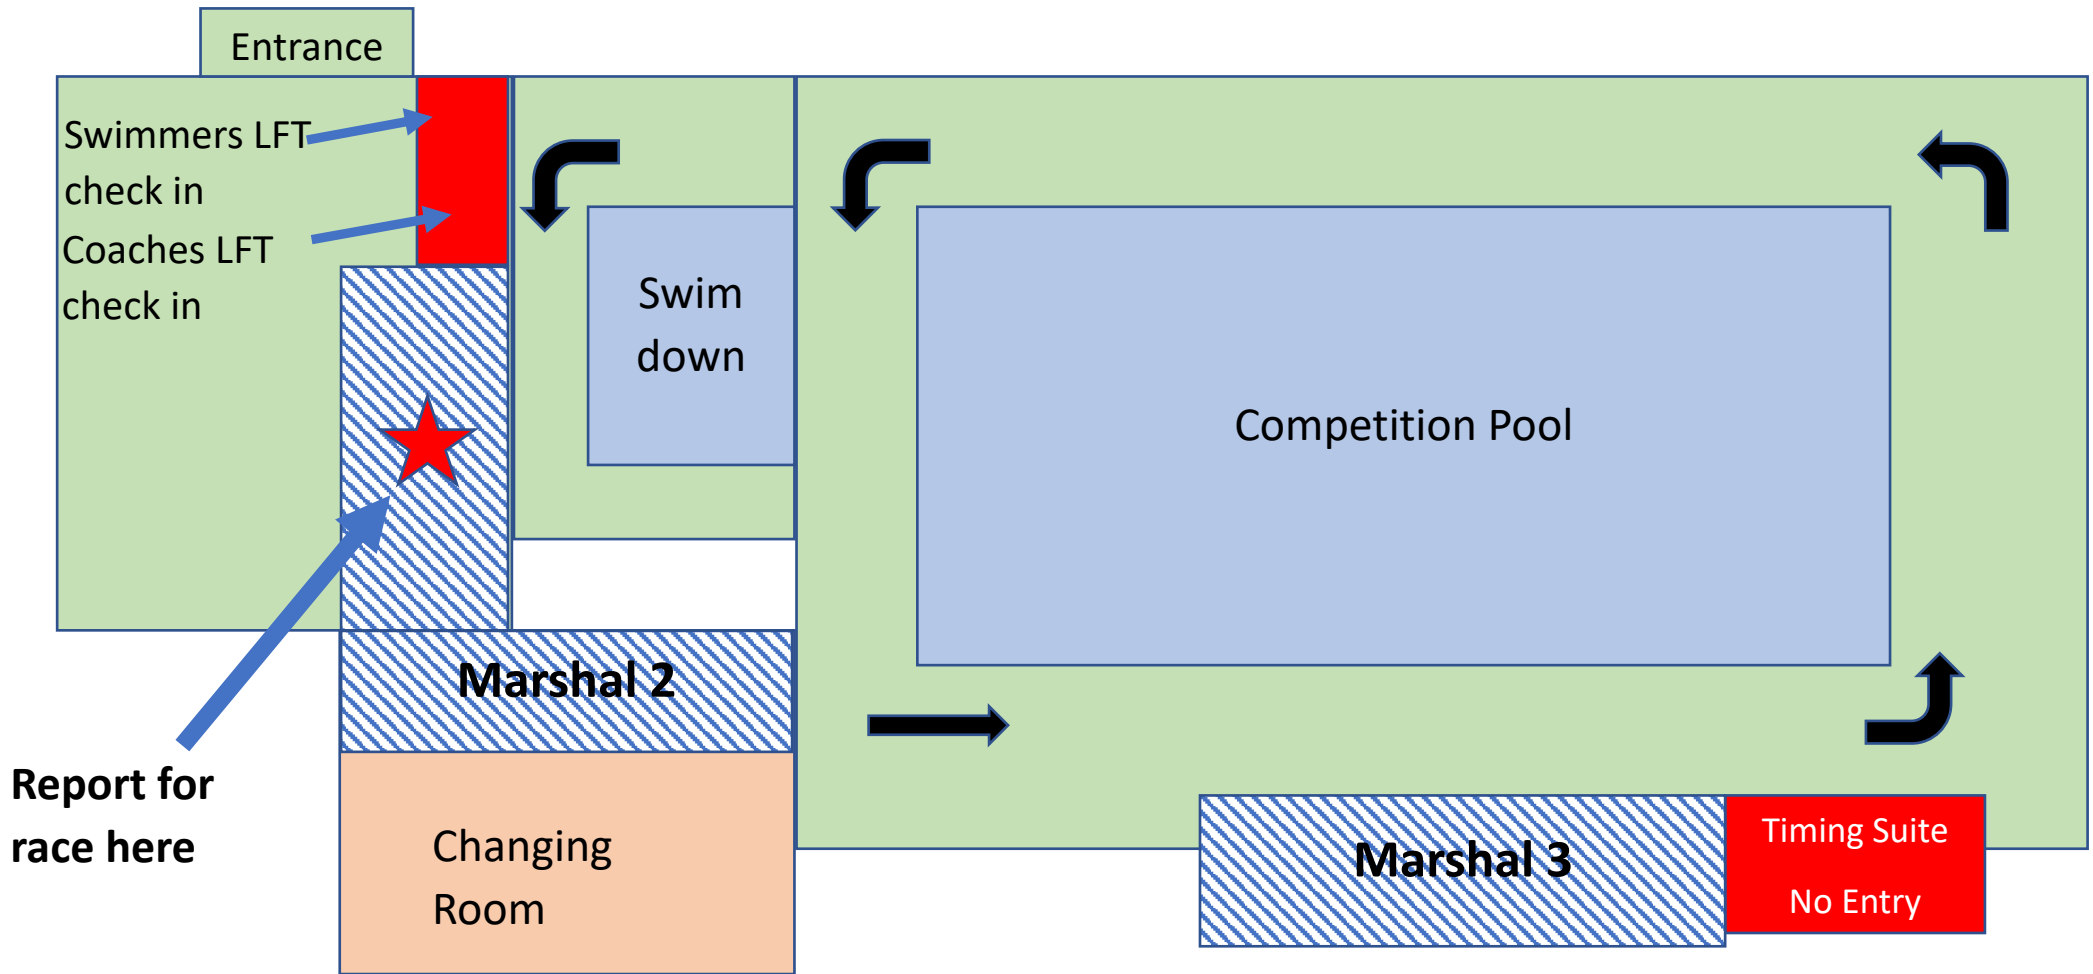 Entrance
Swimmers LFT
check in
Coaches LFT
check in
Swim
down
Competition Pool
Marshal 2
Report for
race here
Changing
Room
Marshal 3
Timing Suite
No Entry